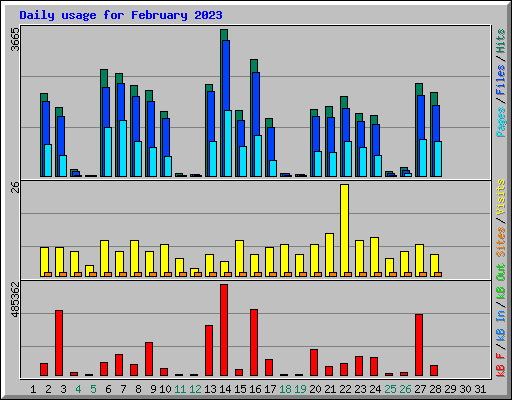 Daily usage for February 2023
3665
26
485362
Pages / Files / Hits
kB F / kB In / kB Out Sites / Visits
1 2 3 4 5 6 7 8 9 10 11 12 13 14 15 16 17 18 19 20 21 22 23 24 25 26 27 28 29 30 31